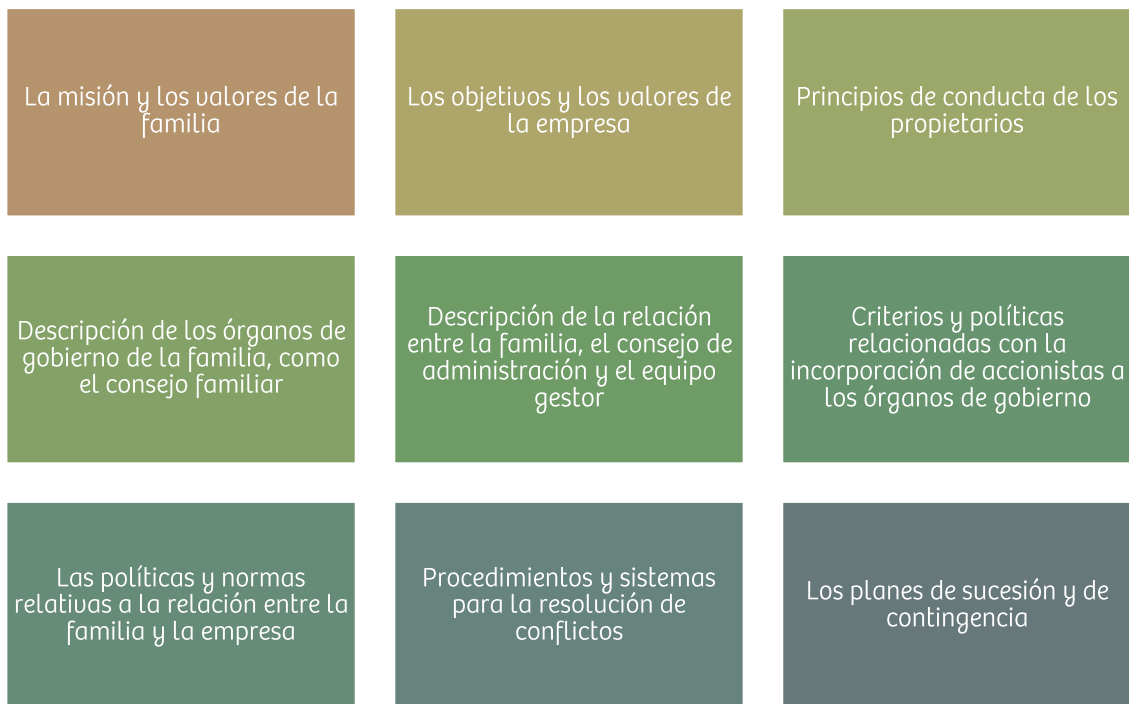 La misión y los valores de la
familia
Los objetivos y los valores de
la empresa
Principios de conducta de los
propietarios
Descripción de los órganos de
gobierno de la familia, como
el consejo familiar
Descripción de la relación
entre la familia, el consejo de
administración y el equipo
gestor
Criterios y políticas
relacionadas con la
incorporación de accionistas a
los órganos de gobierno
Las políticas y normas
relativas a la relación entre la
familia y la empresa
Procedimientos y sistemas
para la resolución de
conflictos
Los planes de sucesión y de
contingencia